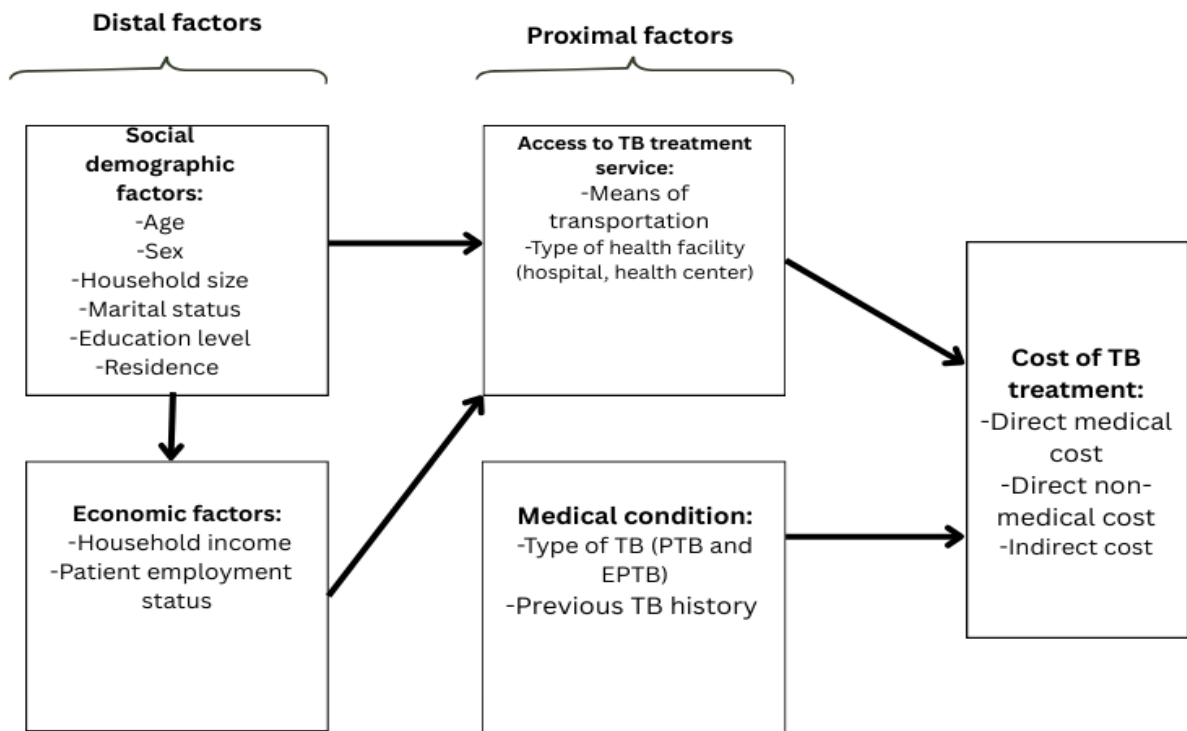 Distal factors
Proximal factors
Social
demographic
factors:
-Age
-Sex
-Household size
-Marital status
-Education level
-Residence
Access to TB treatment
service:
-Means of
transportation
-Type of health facility
(hospital, health center)
Economic factors:
-Household income
-Patient employment
status
Medical condition:
-Type of TB (PTB and
EPTB)
-Previous TB history
Cost of TB
treatment:
-Direct medical
cost
-Direct non-
medical cost
-Indirect cost